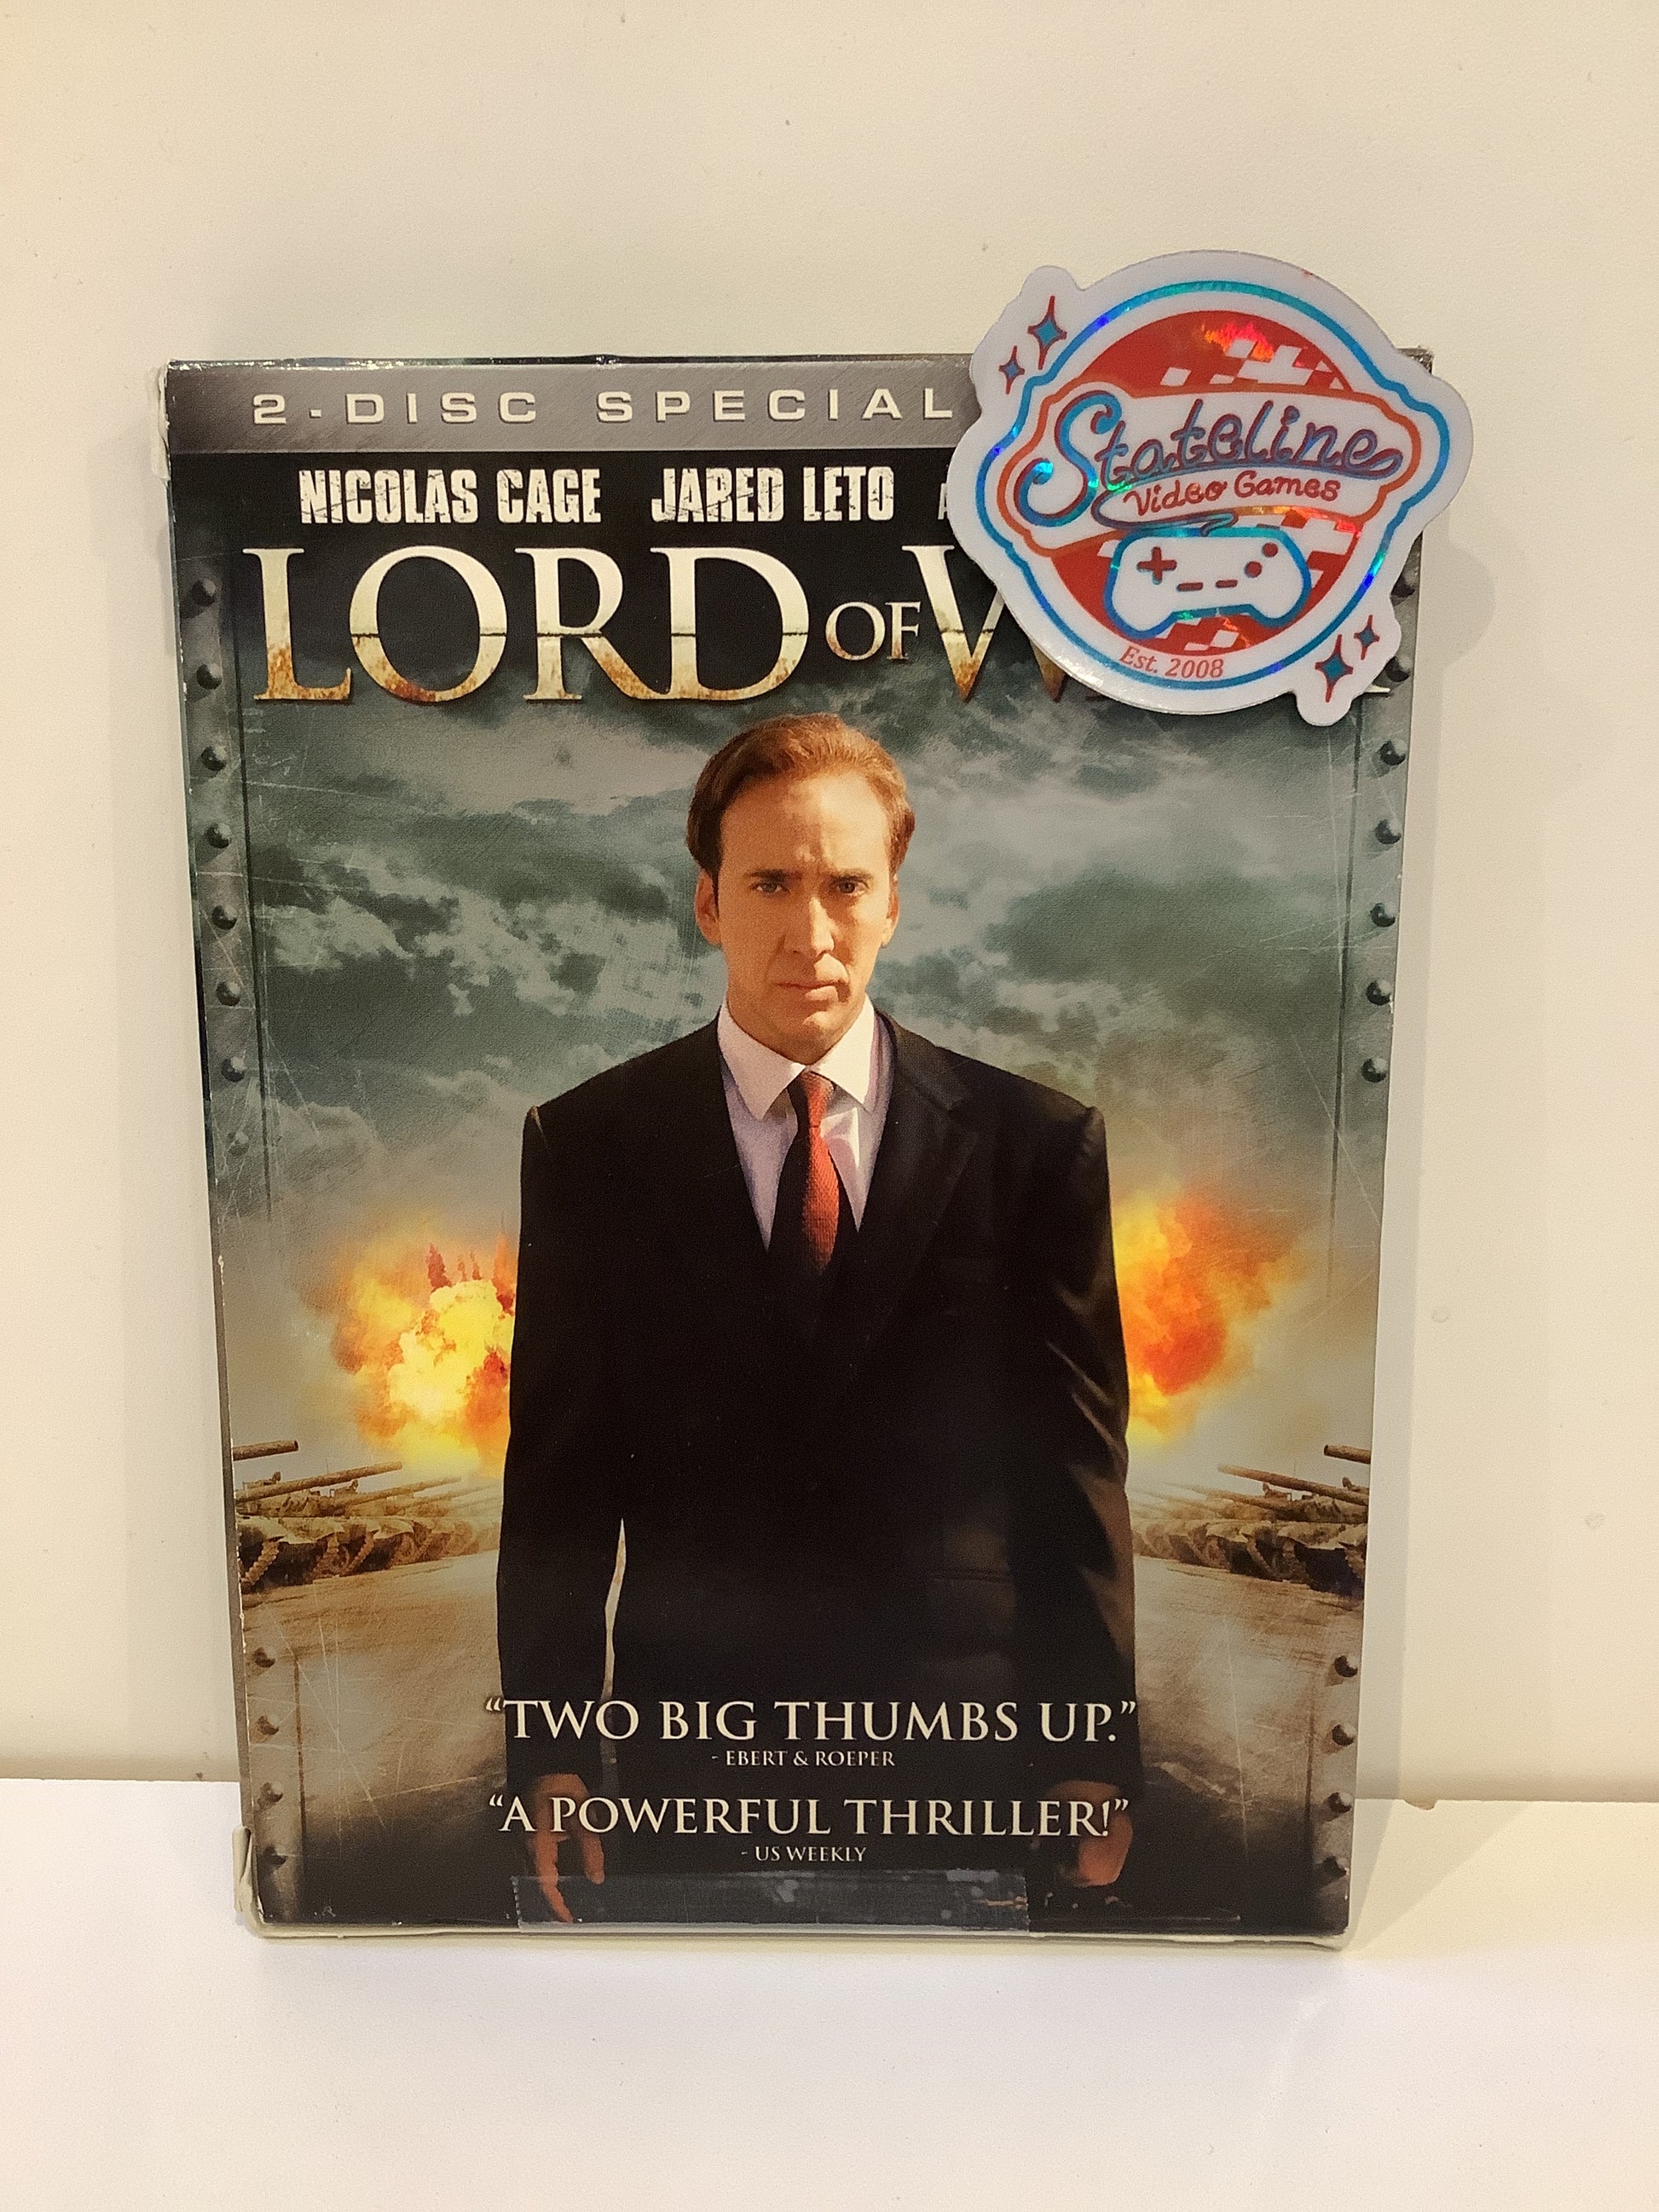 2-DISC SPECIAL
NICOLAS CAGE JARED LETO
LORD OF W
Stateline
Video Games
Est. 2008
"TWO BIG THUMBS UP."
- EBERT & ROEPER
"A POWERFUL THRILLER!"
- US WEEKLY